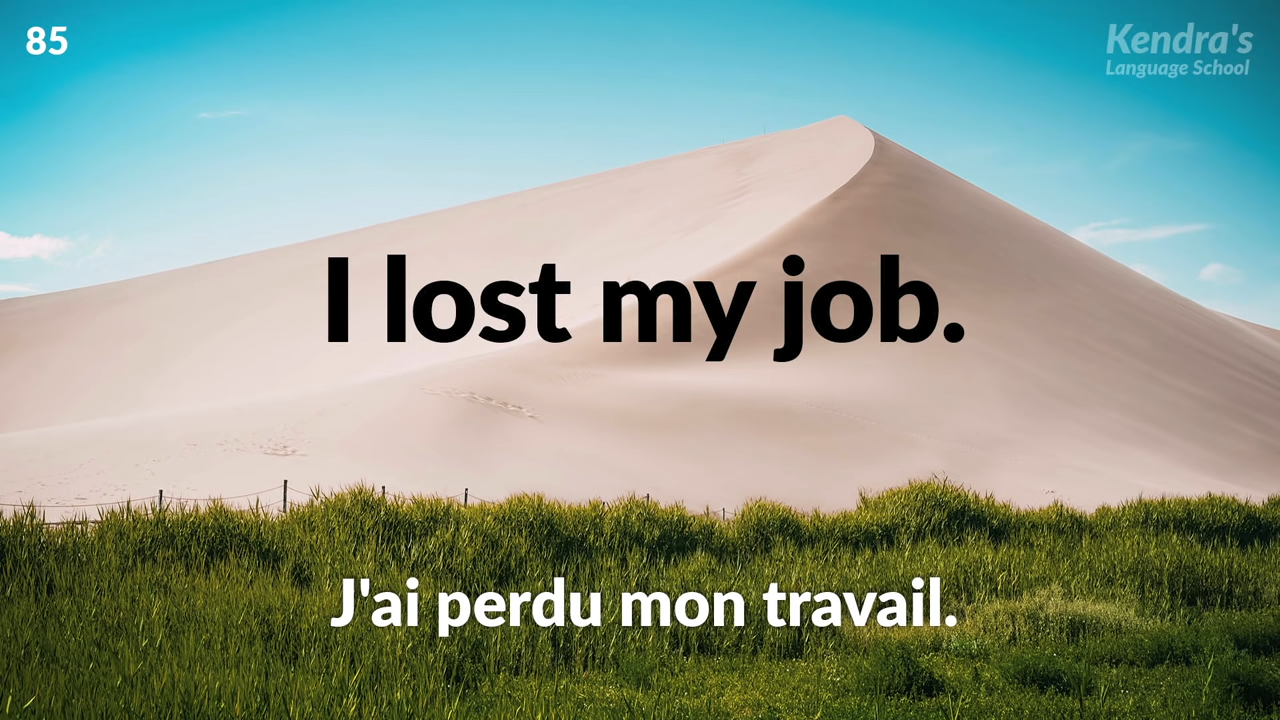 85
Kendra's
Language School
I lost my job.
J'ai perdu mon travail.